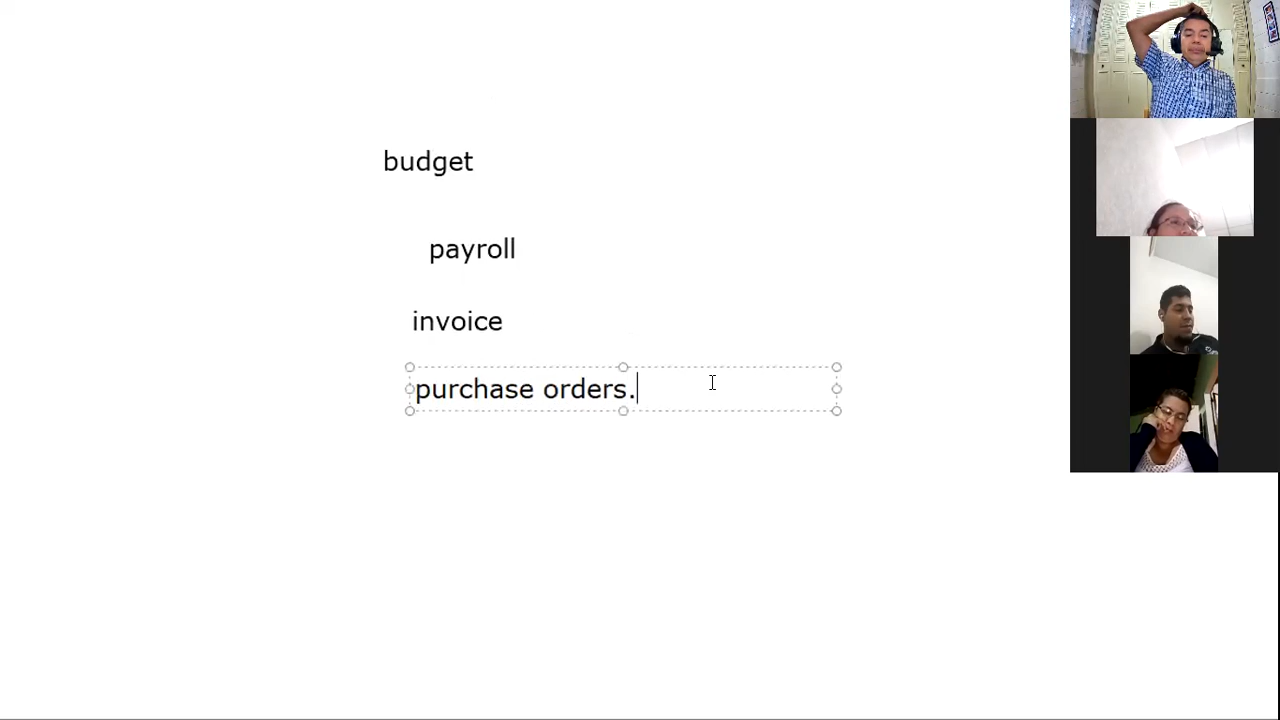 budget
payroll
invoice
purchase orders.